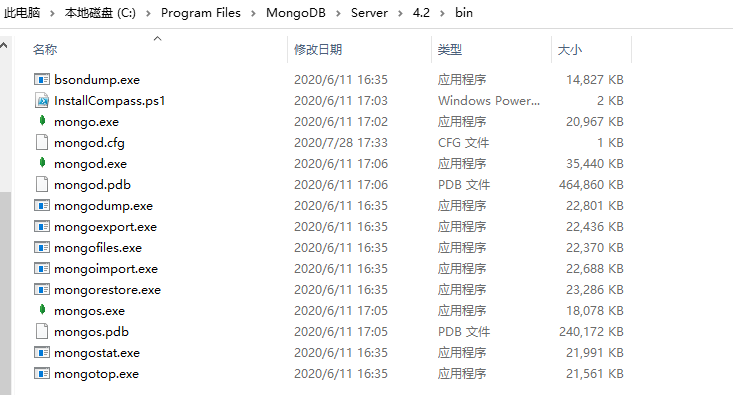 此电脑 > 本地磁盘 (C:) > Program Files > MongoDB > Server > 4.2 > bin
名称 修改日期 类型 大小
bsondump.exe 2020/6/11 16:35 应用程序 14,827 KB
InstallCompass.ps1 2020/6/11 17:03 Windows Power... 2 KB
mongo.exe 2020/6/11 17:02 应用程序 20,967 KB
mongod.cfg 2020/7/28 17:33 CFG 文件 1 KB
mongod.exe 2020/6/11 17:06 应用程序 35,440 KB
mongod.pdb 2020/6/11 17:06 PDB 文件 464,860 KB
mongodump.exe 2020/6/11 16:35 应用程序 22,801 KB
mongoexport.exe 2020/6/11 16:35 应用程序 22,436 KB
mongofiles.exe 2020/6/11 16:35 应用程序 22,370 KB
mongoimport.exe 2020/6/11 16:35 应用程序 22,688 KB
mongorestore.exe 2020/6/11 16:35 应用程序 23,286 KB
mongos.exe 2020/6/11 17:05 应用程序 18,078 KB
mongos.pdb 2020/6/11 17:05 PDB 文件 240,172 KB
mongostat.exe 2020/6/11 16:35 应用程序 21,991 KB
mongotop.exe 2020/6/11 16:35 应用程序 21,561 KB